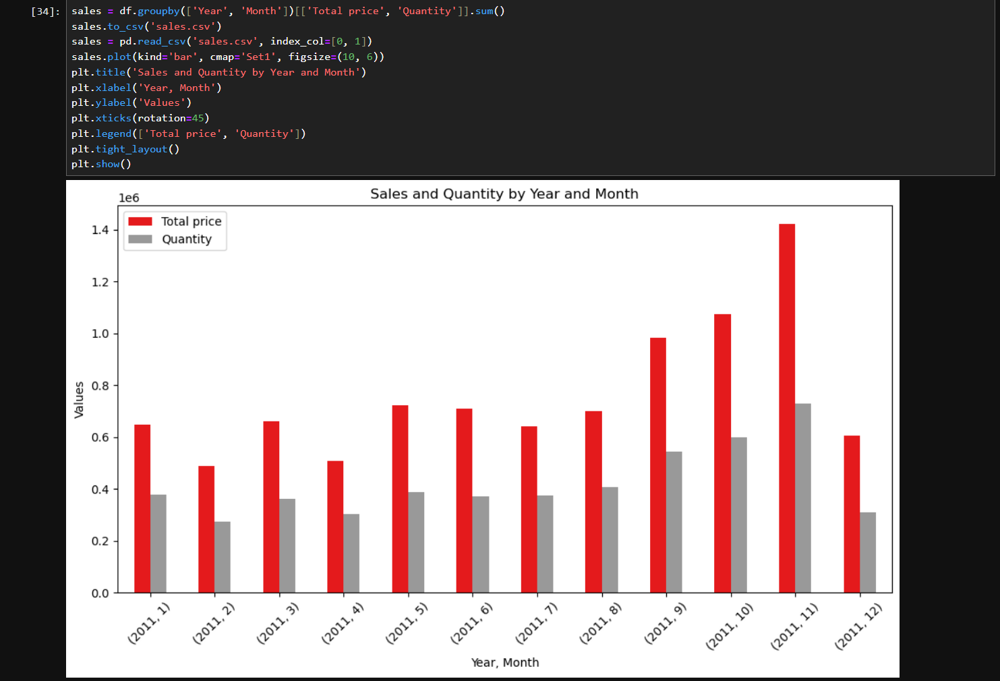 [34]: sales = df.groupby(['Year', 'Month'])[['Total price', 'Quantity']].sum()
sales.to_csv('sales.csv')
sales = pd.read_csv('sales.csv', index_col=[0, 1])
sales.plot(kind='bar', cmap='Set1', figsize=(10, 6))
plt.title('Sales and Quantity by Year and Month')
plt.xlabel('Year, Month')
plt.ylabel('Values')
plt.xticks(rotation=45)
plt.legend(['Total price', 'Quantity'])
plt.tight_layout()
plt.show()
Sales and Quantity by Year and Month
1e6
Total price
Quantity
1.4
1.2
1.0
0.8
0.6
0.4
0.2
0.0
Values
(2011, 1)
(2011, 2)
(2011, 3)
(2011, 4)
(2011, 5)
(2011, 6)
(2011, 7)
(2011, 8)
(2011, 9)
(2011, 10)
(2011, 11)
(2011, 12)
Year, Month